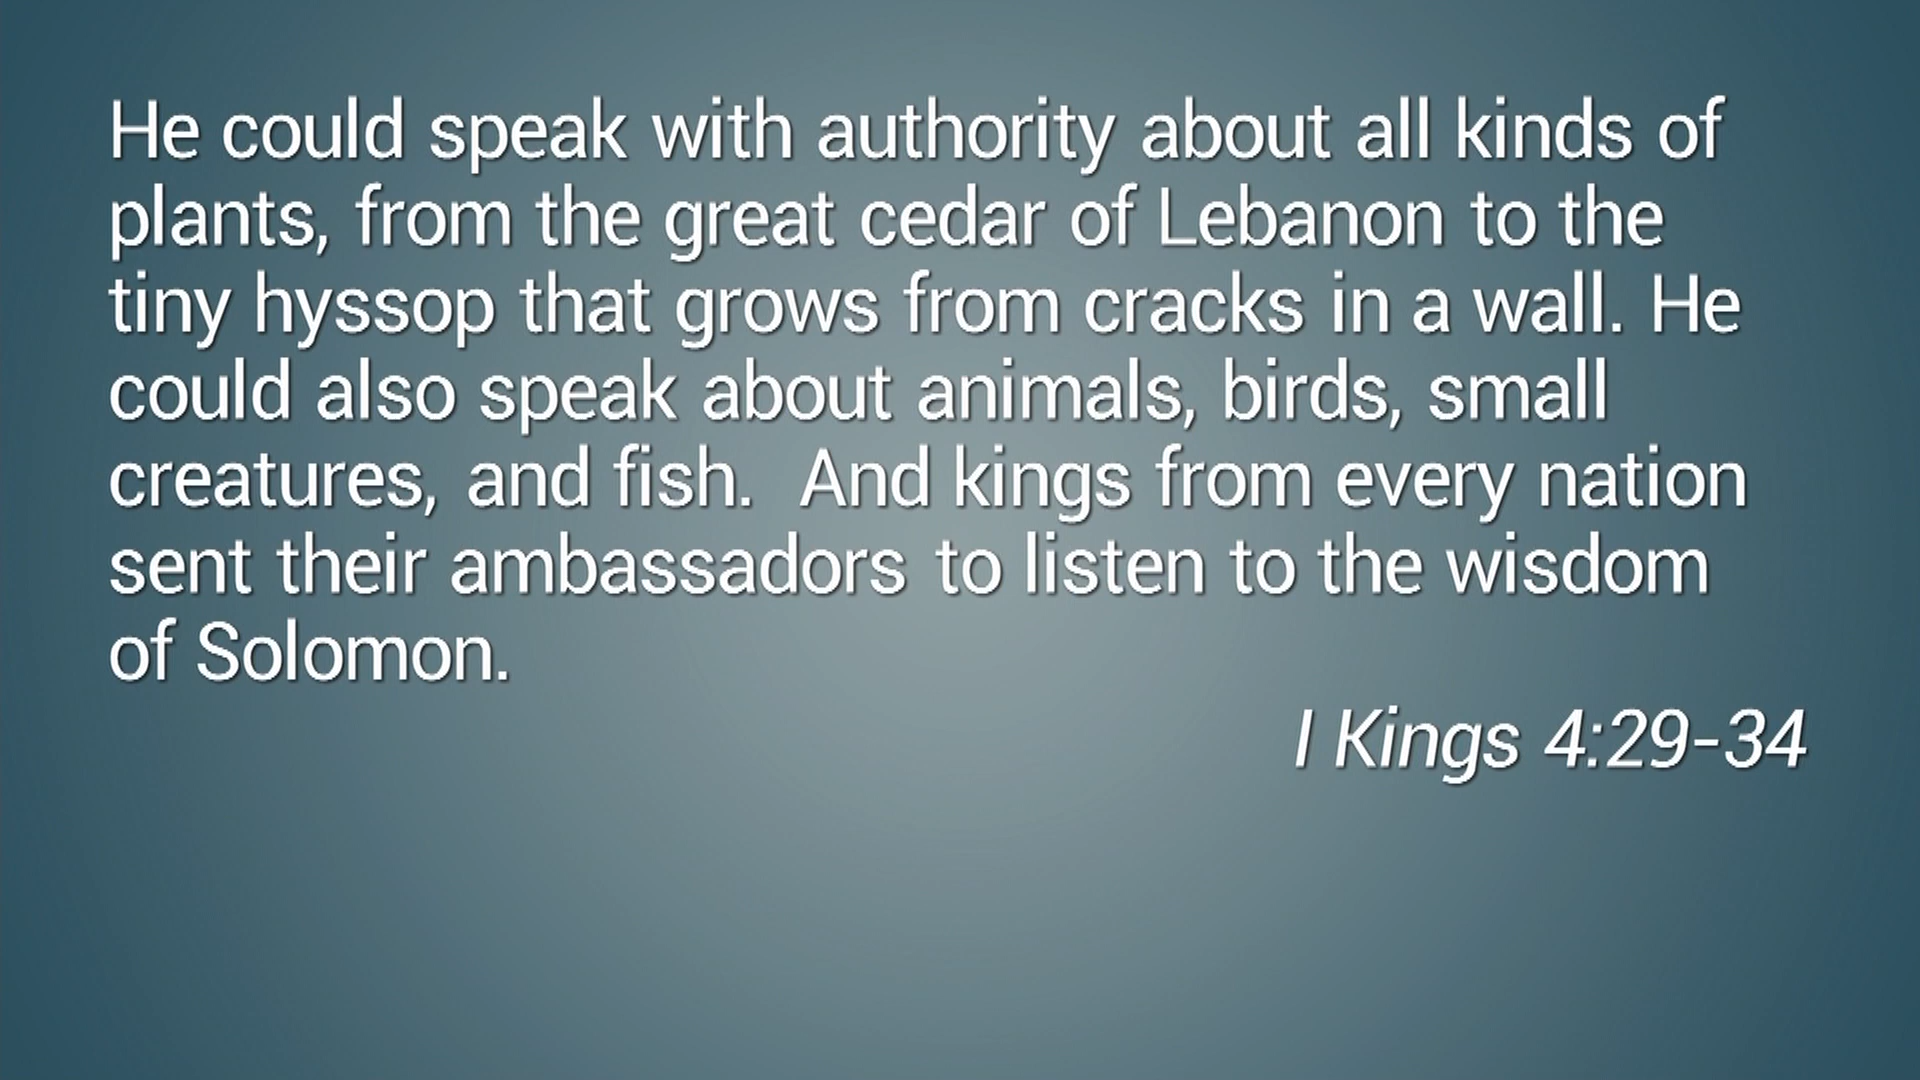 He could speak with authority about all kinds of
plants, from the great cedar of Lebanon to the
tiny hyssop that grows from cracks in a wall. He
could also speak about animals, birds, small
creatures, and fish.  And kings from every nation
sent their ambassadors to listen to the wisdom
of Solomon.
I Kings 4:29-34